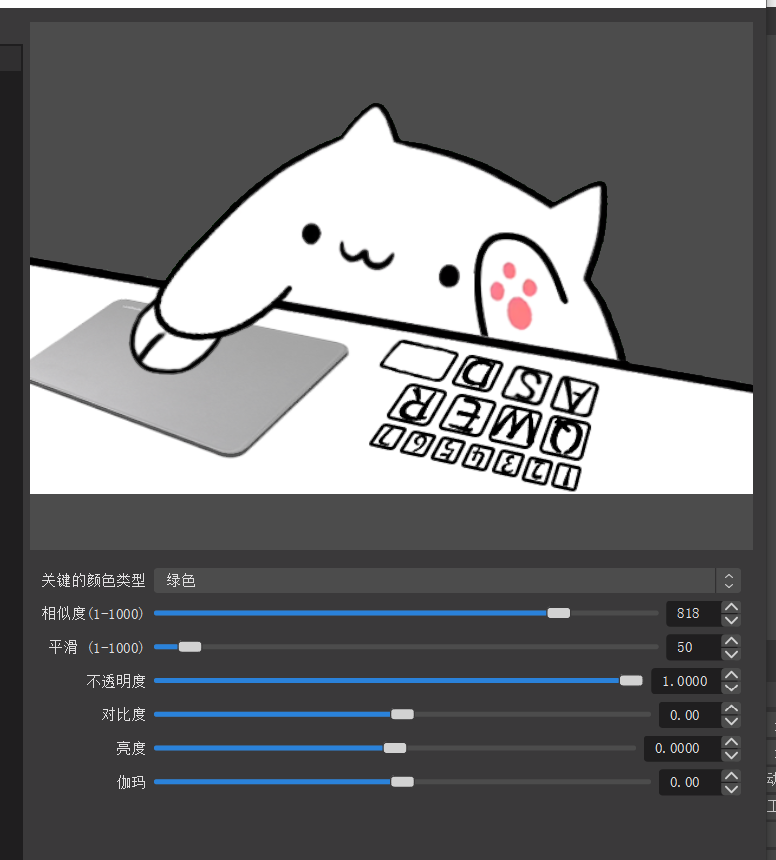 D S A
R E W Q
7 6 5 4 3 2 1
关键的颜色类型 绿色
相似度(1-1000) 818
平滑 (1-1000) 50
不透明度 1.0000
对比度 0.00
亮度 0.0000
伽玛 0.00